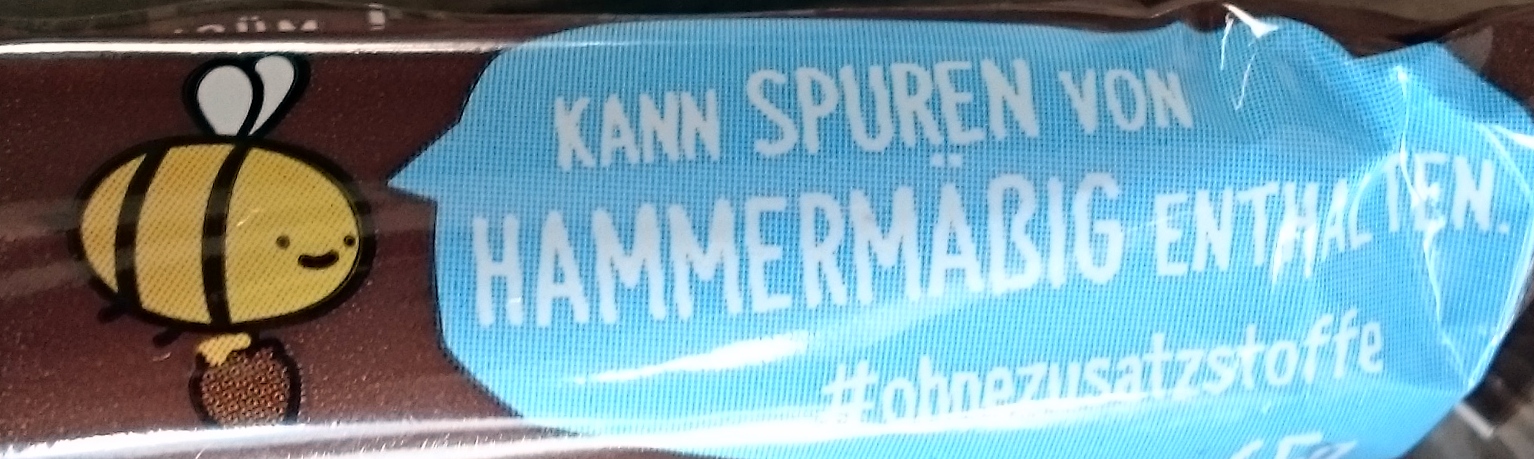 KANN SPUREN VON
HAMMERMÄßIG ENTHALTEN.
#ohnezusatzstoffe